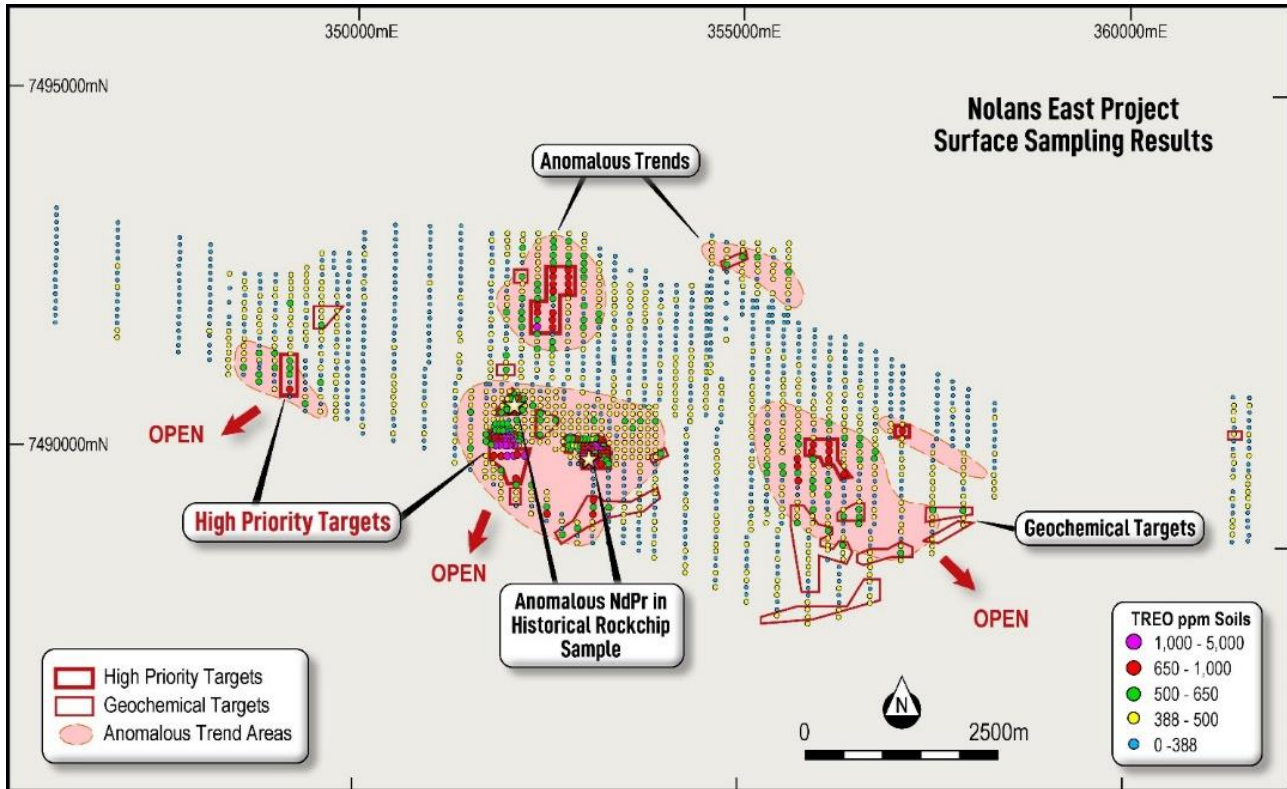 350000mE
355000mE
360000mE
7495000mN
Nolans East Project
Surface Sampling Results
Anomalous Trends
OPEN
7490000mN
High Priority Targets
Geochemical Targets
OPEN
OPEN
Anomalous NdPr in
Historical Rockchip
Sample
High Priority Targets
Geochemical Targets
Anomalous Trend Areas
N
0
2500m
TREO ppm Soils
1,000 - 5,000
650 - 1,000
500 - 650
388 - 500
0 -388